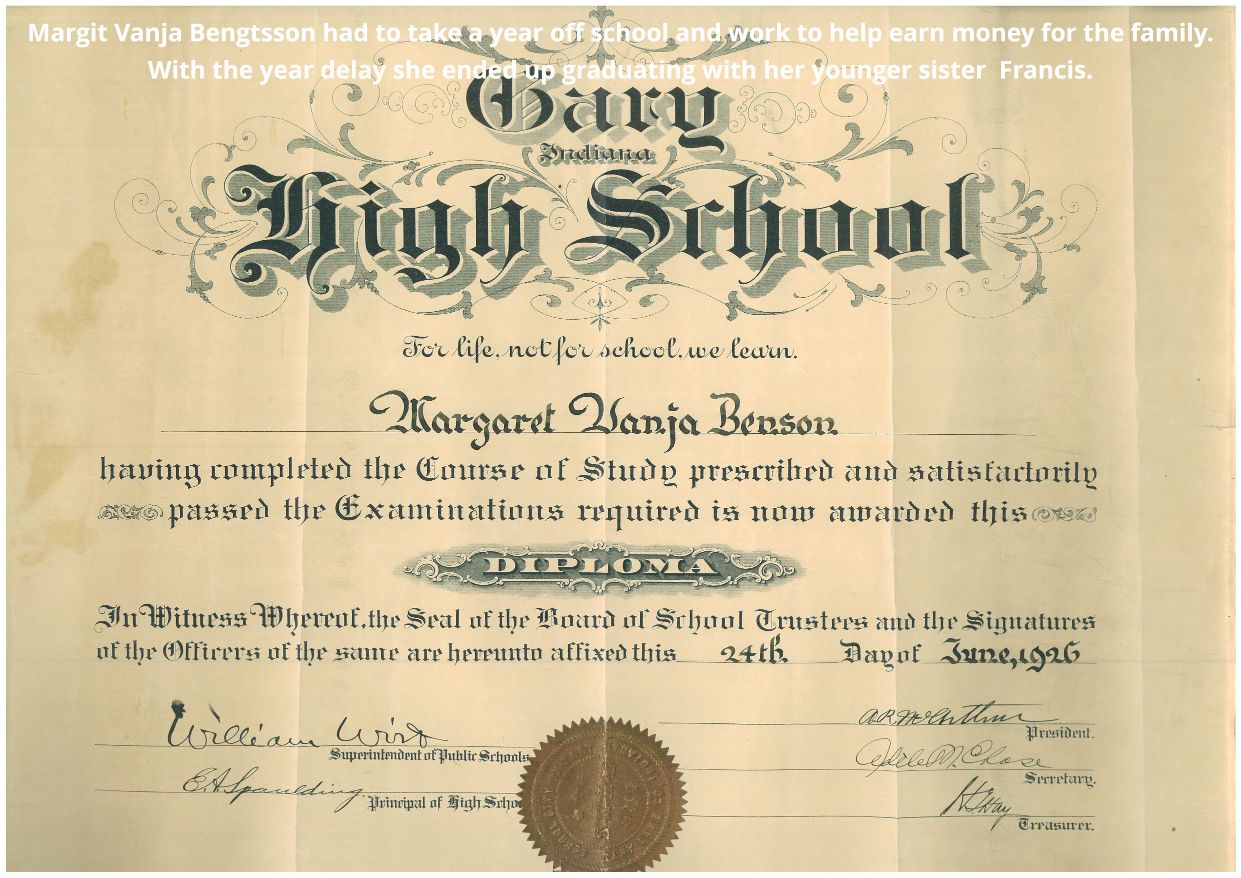 Margit Vanja Bengtsson had to take a year off school and work to help earn money for the family.
With the year delay she ended up graduating with her younger sister Francis.
Gary
Indiana
High School
For life, not for school, we learn.
Margaret Vanja Benson
having completed the Course of Study prescribed and satisfactorily
passed the Examinations required is now awarded this
DIPLOMA
In Witness Whereof, the Seal of the Board of School Trustees and the Signatures
of the Officers of the same are hereunto affixed this 24th. Day of June, 1926
William Wirt
Superintendent of Public Schools
E.A. Spaulding
Principal of High Scho
A R McArthur
President.
Adele M. Chase
Secretary.
Treasurer.